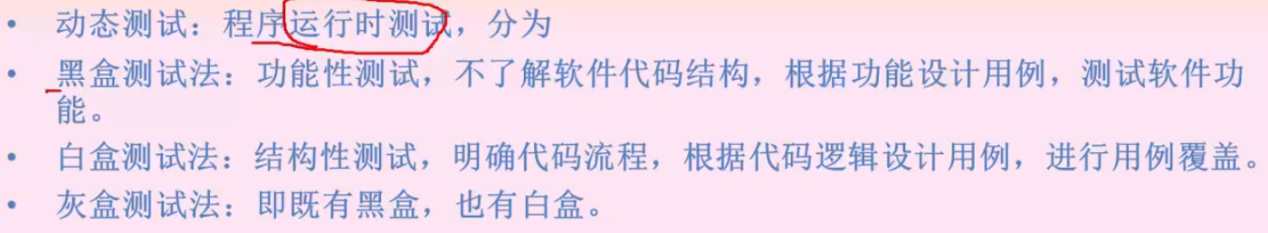 • 动态测试：程序运行时测试，分为
• 黑盒测试法：功能性测试，不了解软件代码结构，根据功能设计用例，测试软件功
能。
• 白盒测试法：结构性测试，明确代码流程，根据代码逻辑设计用例，进行用例覆盖。
• 灰盒测试法：即既有黑盒，也有白盒。